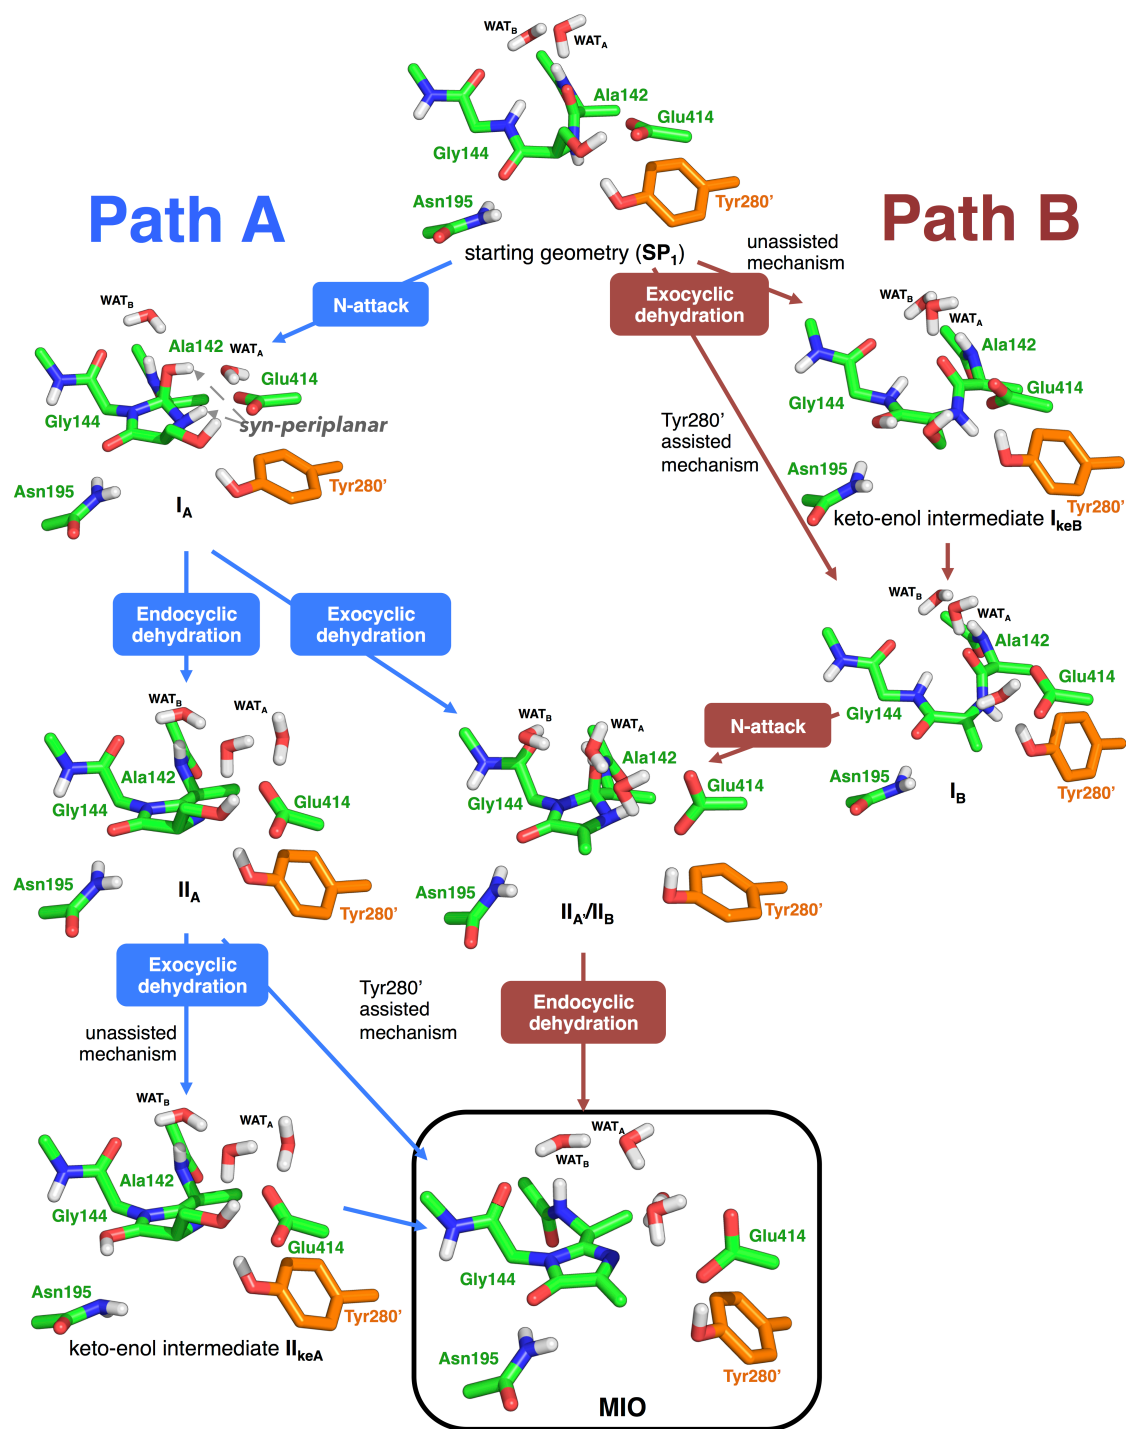 WATB
WATA
Ala142
Glu414
Gly144
Asn195
Tyr280'
starting geometry (SP1)
Path A
Path B
unassisted
mechanism
N-attack
Exocyclic
dehydration
WATB
Ala142
WATA
Glu414
Gly144
syn-periplanar
Asn195
Tyr280'
IA
WATB
WATA
Ala142
Glu414
Gly144
Tyr280'
assisted
mechanism
Asn195
Tyr280'
keto-enol intermediate IkeB
Endocyclic
dehydration
Exocyclic
dehydration
WATB
WATA
Ala142
Glu414
Gly144
N-attack
Asn195
Tyr280'
IB
WATB
WATA
Ala142
Gly144
Glu414
Asn195
Tyr280'
IIA
WATB
WATA
Ala142
Glu414
Gly144
Asn195
Tyr280'
IIA'/IIB
Exocyclic
dehydration
Tyr280'
assisted
mechanism
Endocyclic
dehydration
unassisted
mechanism
WATB
WATA
Ala142
Gly144
Glu414
Asn195
Tyr280'
keto-enol intermediate IIkeA
WATA
WATB
Glu414
Gly144
Asn195
Tyr280'
MIO